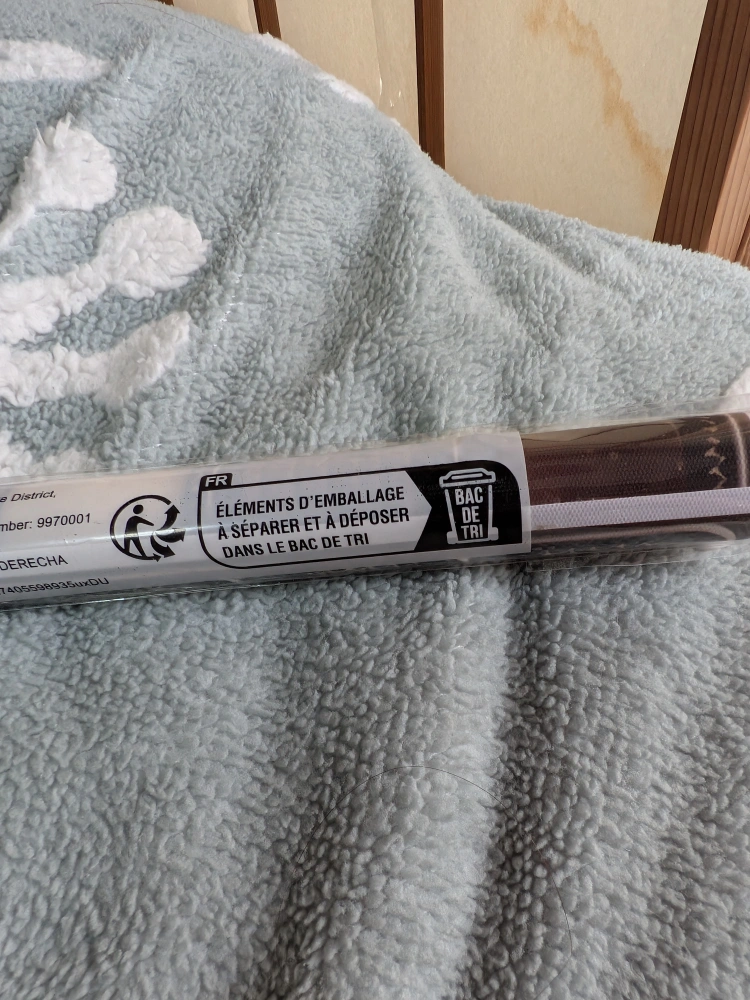 e District,
mber: 9970001
DERECHA
7405598935uxDU
FR
ÉLÉMENTS D'EMBALLAGE
À SÉPARER ET À DÉPOSER
DANS LE BAC DE TRI
BAC
DE
TRI